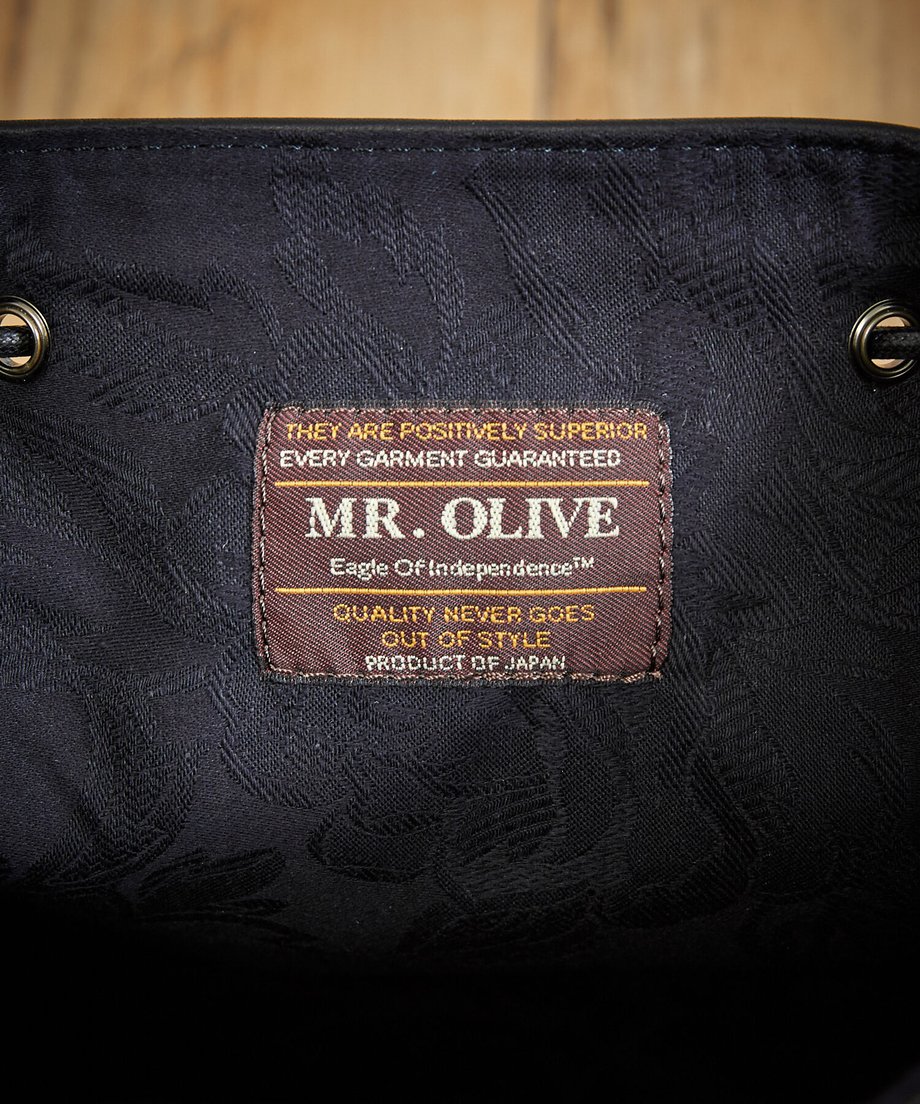 THEY ARE POSITIVELY SUPERIOR
EVERY GARMENT GUARANTEED
MR. OLIVE
Eagle Of Independence™
QUALITY NEVER GOES
OUT OF STYLE
PRODUCT OF JAPAN